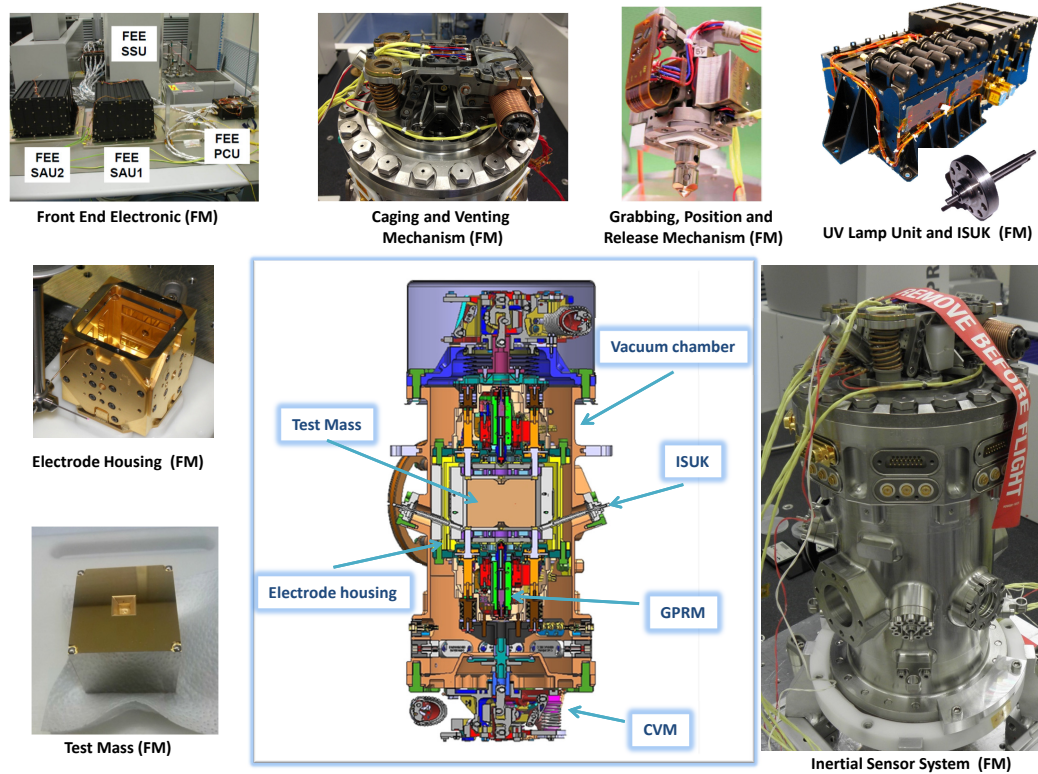 FEE
SSU
FEE
SAU2
FEE
SAU1
FEE
PCU
Front End Electronic (FM)
Caging and Venting
Mechanism (FM)
Grabbing, Position and
Release Mechanism (FM)
UV Lamp Unit and ISUK (FM)
Electrode Housing (FM)
Test Mass (FM)
Vacuum chamber
Test Mass
ISUK
Electrode housing
GPRM
CVM
REMOVE BEFORE FLIGHT
Inertial Sensor System (FM)